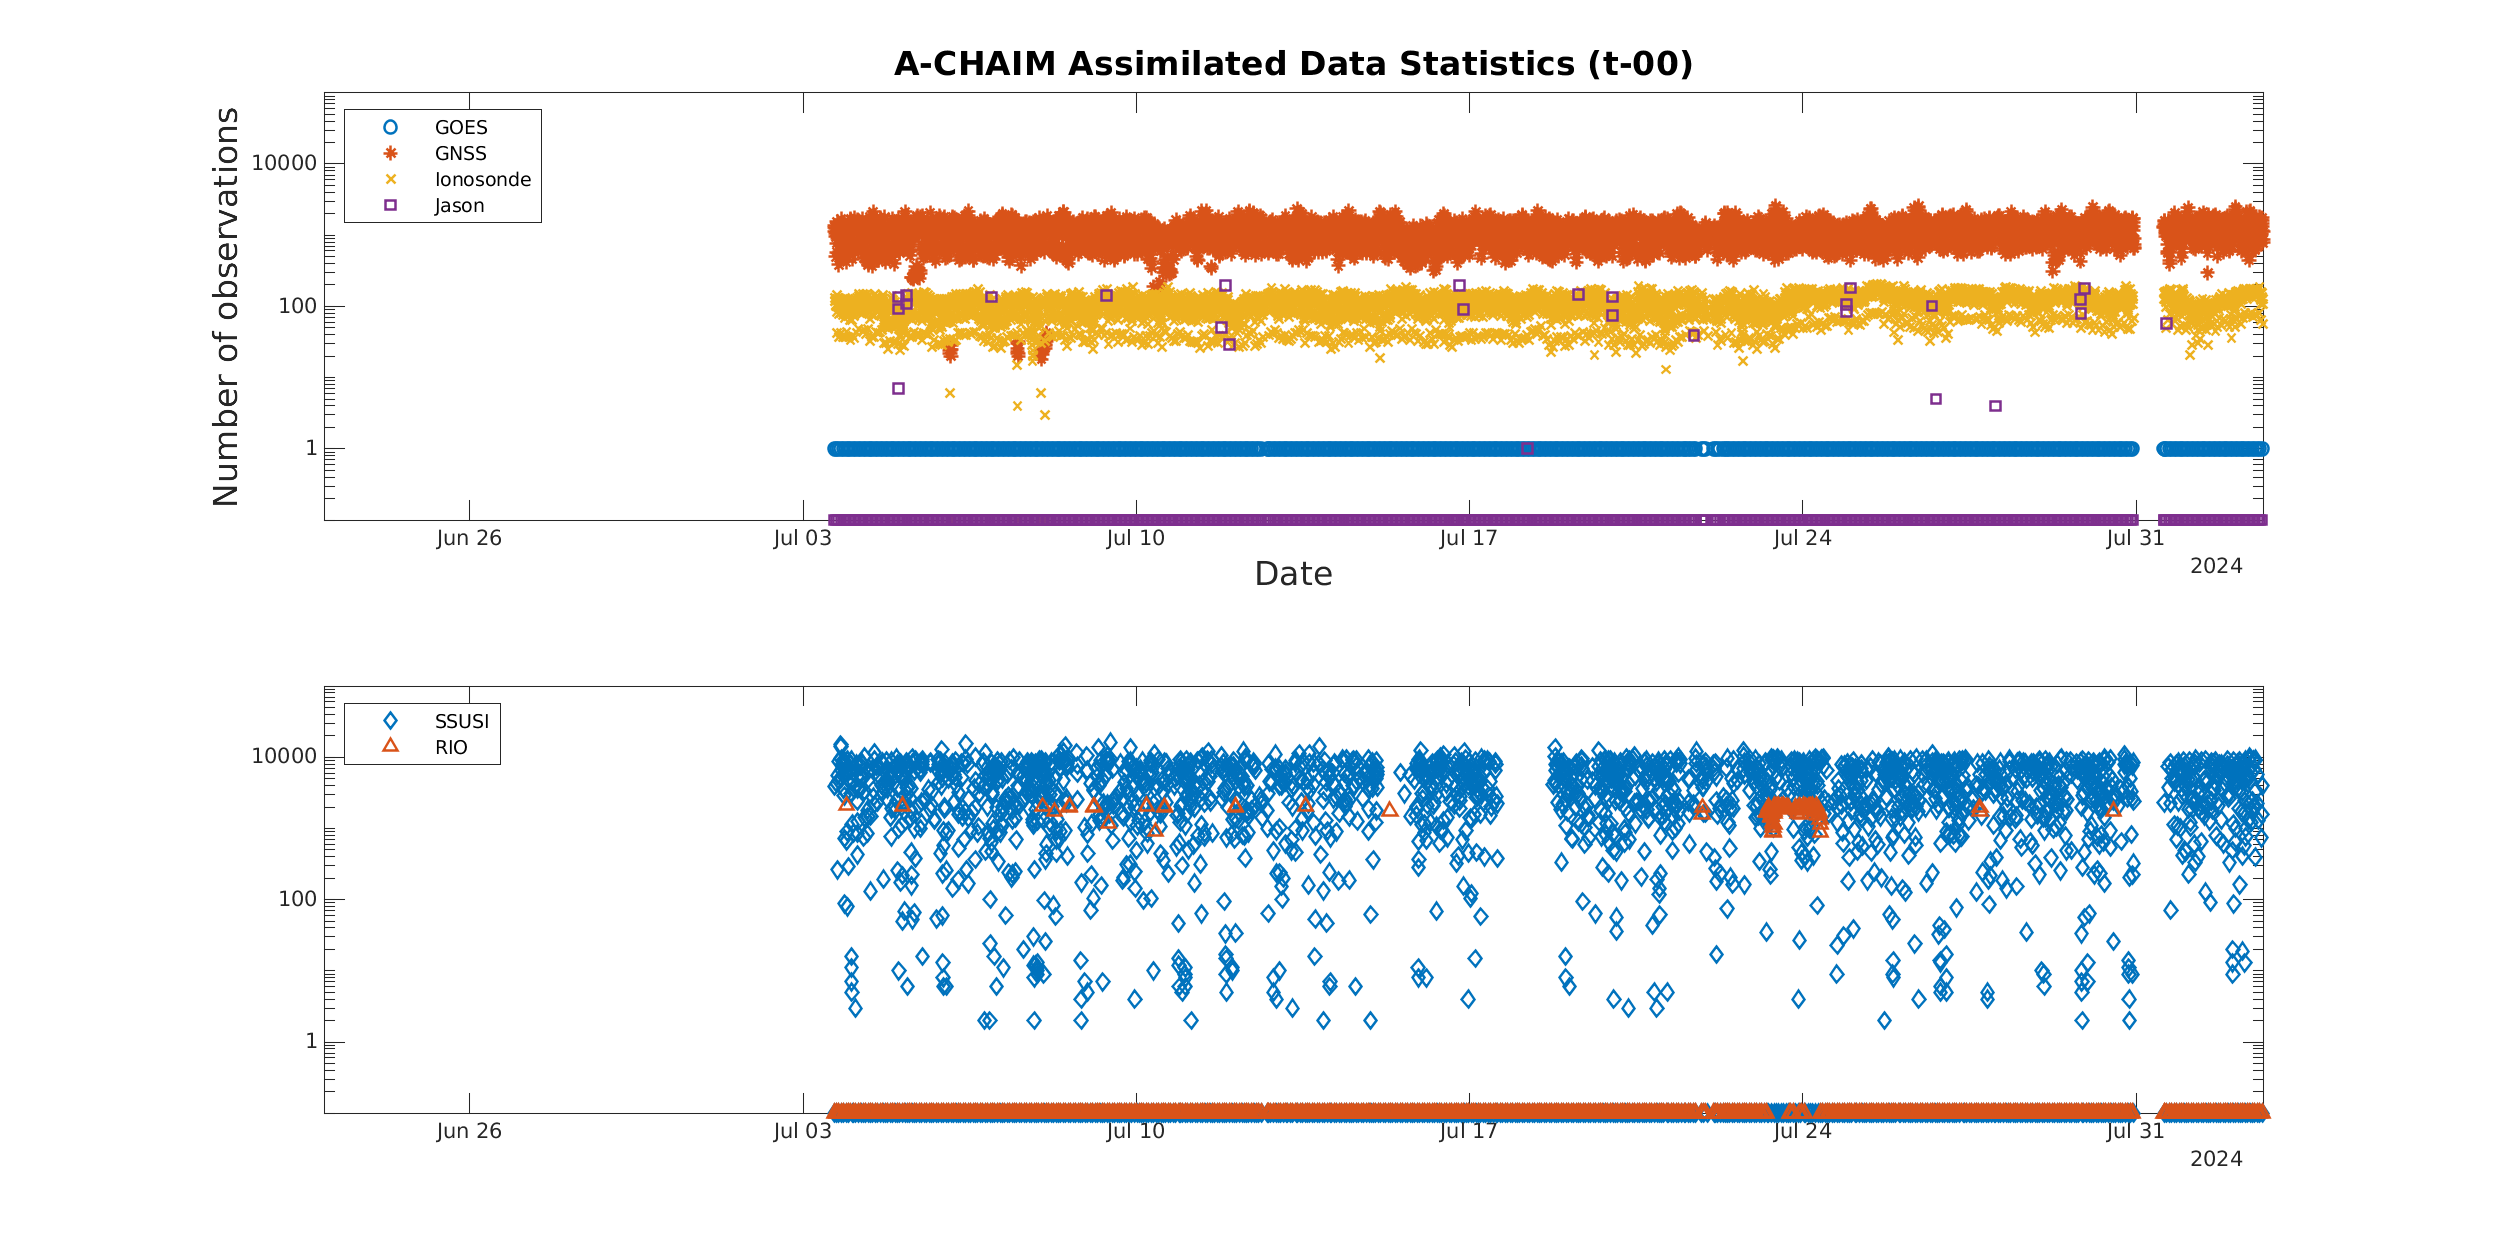 A-CHAIM Assimilated Data Statistics (t-00)
Number of observations
10000
100
1
GOES
GNSS
Ionosonde
Jason
Jun 26
Jul 03
Jul 10
Jul 17
Jul 24
Jul 31
2024
Date
10000
100
1
SSUSI
RIO
Jun 26
Jul 03
Jul 10
Jul 17
Jul 24
Jul 31
2024